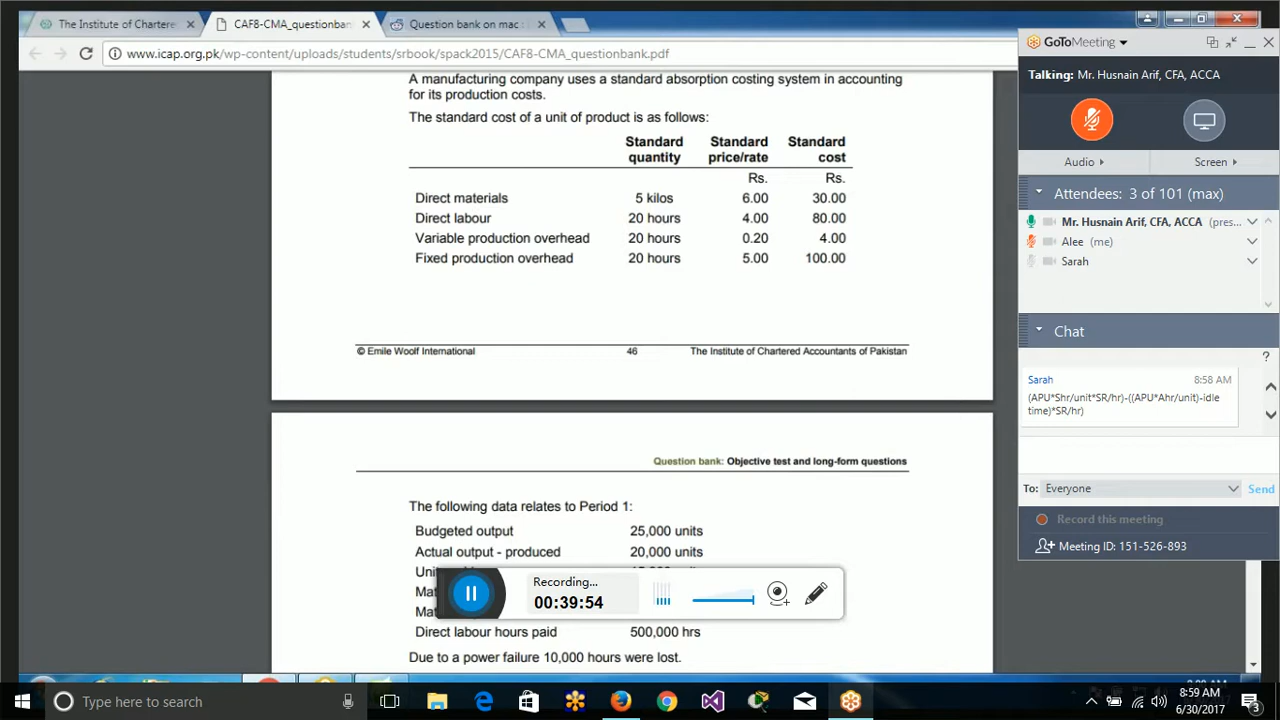 The Institute of Chartere
CAF8-CMA_questionban
Question bank on mac
www.icap.org.pk/wp-content/uploads/students/srbook/spack2015/CAF8-CMA_questionbank.pdf
GoToMeeting
Talking: Mr. Husnain Arif, CFA, ACCA
Audio
Screen
Attendees: 3 of 101 (max)
Mr. Husnain Arif, CFA, ACCA (pres...
Alee (me)
Sarah
Chat
?
Sarah 8:58 AM
(APU*Shr/unit*SR/hr)-((APU*Ahr/unit)-idle
time)*SR/hr)
To: Everyone Send
Record this meeting
Meeting ID: 151-526-893
A manufacturing company uses a standard absorption costing system in accounting
for its production costs.
The standard cost of a unit of product is as follows:
Standard Standard Standard
quantity price/rate cost
Rs. Rs.
Direct materials 5 kilos 6.00 30.00
Direct labour 20 hours 4.00 80.00
Variable production overhead 20 hours 0.20 4.00
Fixed production overhead 20 hours 5.00 100.00
© Emile Woolf International 46 The Institute of Chartered Accountants of Pakistan
Question bank: Objective test and long-form questions
The following data relates to Period 1:
Budgeted output 25,000 units
Actual output - produced 20,000 units
Direct labour hours paid 500,000 hrs
Due to a power failure 10,000 hours were lost.
Recording...
00:39:54
Type here to search
8:59 AM
6/30/2017
3